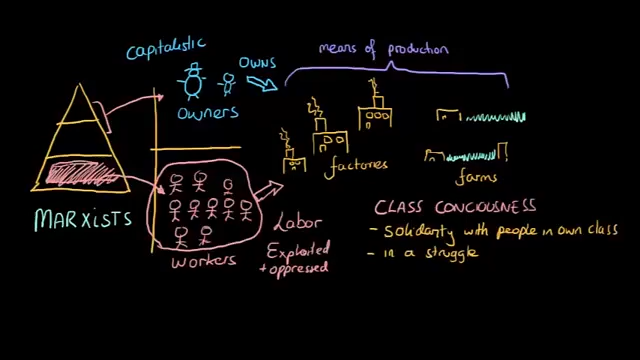 Capitalistic
means of production
OWNS
Owners
factories
farms
MARXISTS
CLASS CONCIOUSNESS
Labor
- Solidarity with people in own class
workers
Exploited
+ oppressed
- in a struggle